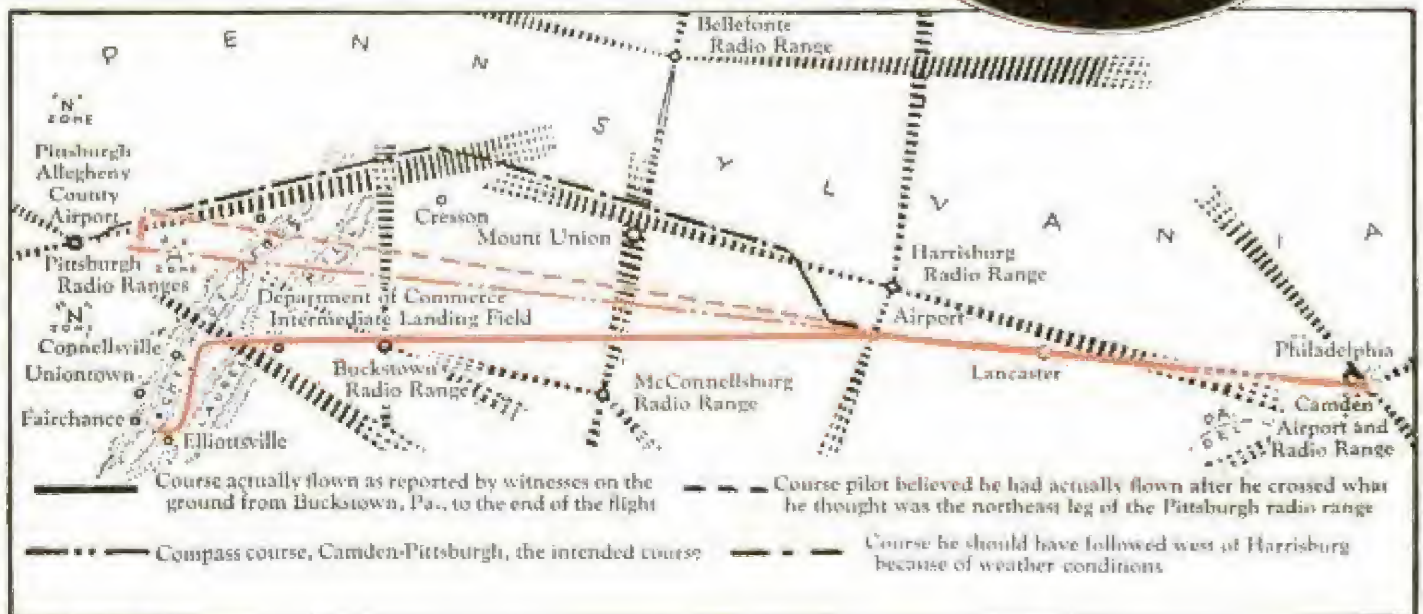 P E N N S Y L V A N I A
Bellefonte
Radio Range
"N"
ZONE
Pittsburgh
Allegheny
County
Airport
Cresson
Mount Union
Harrisburg
Radio Range
Pittsburgh
Radio Ranges
ZONE
Department of Commerce
Intermediate Landing Field
Airport
"N"
ZONE
Connellsville
Uniontown
Fairchance
Elliottsville
Buckstown
Radio Range
McConnellsburg
Radio Range
Lancaster
Philadelphia
Camden
Airport and
Radio Range
PA.
DEL.
Course actually flown as reported by witnesses on the
ground from Buckstown, Pa., to the end of the flight
Course pilot believed he had actually flown after he crossed what
he thought was the northeast leg of the Pittsburgh radio range
Compass course, Camden-Pittsburgh, the intended course
Course he should have followed west of Harrisburg
because of weather conditions